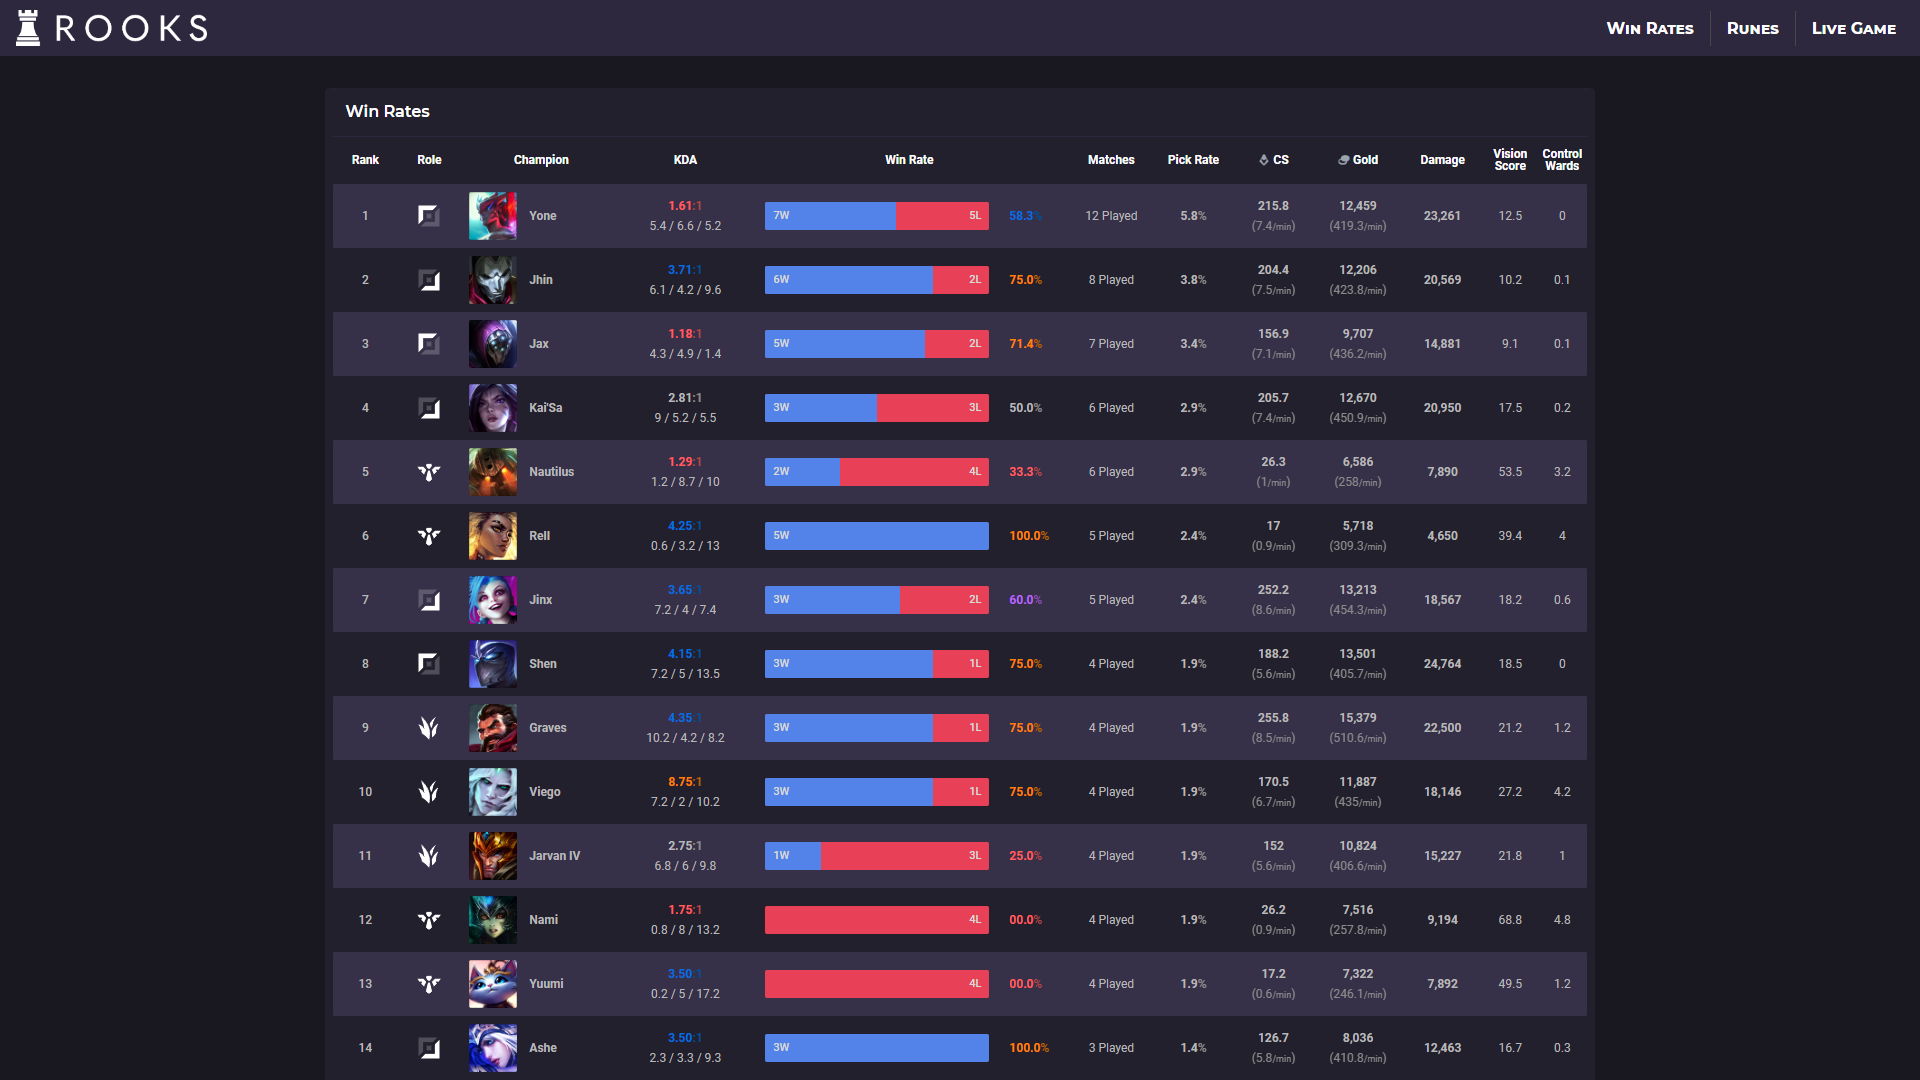 ROOKS
Win Rates Runes Live Game
Win Rates
Rank Role Champion KDA Win Rate Matches Pick Rate CS Gold Damage Vision Score Control Wards
1 Yone 1.61:1 5.4 / 6.6 / 5.2 7W 5L 58.3% 12 Played 5.8% 215.8 (7.4/min) 12,459 (419.3/min) 23,261 12.5 0
2 Jhin 3.71:1 6.1 / 4.2 / 9.6 6W 2L 75.0% 8 Played 3.8% 204.4 (7.5/min) 12,206 (423.8/min) 20,569 10.2 0.1
3 Jax 1.18:1 4.3 / 4.9 / 1.4 5W 2L 71.4% 7 Played 3.4% 156.9 (7.1/min) 9,707 (436.2/min) 14,881 9.1 0.1
4 Kai'Sa 2.81:1 9 / 5.2 / 5.5 3W 3L 50.0% 6 Played 2.9% 205.7 (7.4/min) 12,670 (450.9/min) 20,950 17.5 0.2
5 Nautilus 1.29:1 1.2 / 8.7 / 10 2W 4L 33.3% 6 Played 2.9% 26.3 (1/min) 6,586 (258/min) 7,890 53.5 3.2
6 Rell 4.25:1 0.6 / 3.2 / 13 5W 100.0% 5 Played 2.4% 17 (0.9/min) 5,718 (309.3/min) 4,650 39.4 4
7 Jinx 3.65:1 7.2 / 4 / 7.4 3W 2L 60.0% 5 Played 2.4% 252.2 (8.6/min) 13,213 (454.3/min) 18,567 18.2 0.6
8 Shen 4.15:1 7.2 / 5 / 13.5 3W 1L 75.0% 4 Played 1.9% 188.2 (5.6/min) 13,501 (405.7/min) 24,764 18.5 0
9 Graves 4.35:1 10.2 / 4.2 / 8.2 3W 1L 75.0% 4 Played 1.9% 255.8 (8.5/min) 15,379 (510.6/min) 22,500 21.2 1.2
10 Viego 8.75:1 7.2 / 2 / 10.2 3W 1L 75.0% 4 Played 1.9% 170.5 (6.7/min) 11,887 (435/min) 18,146 27.2 4.2
11 Jarvan IV 2.75:1 6.8 / 6 / 9.8 1W 3L 25.0% 4 Played 1.9% 152 (5.6/min) 10,824 (406.6/min) 15,227 21.8 1
12 Nami 1.75:1 0.8 / 8 / 13.2 4L 00.0% 4 Played 1.9% 26.2 (0.9/min) 7,516 (257.8/min) 9,194 68.8 4.8
13 Yuumi 3.50:1 0.2 / 5 / 17.2 4L 00.0% 4 Played 1.9% 17.2 (0.6/min) 7,322 (246.1/min) 7,892 49.5 1.2
14 Ashe 3.50:1 2.3 / 3.3 / 9.3 3W 100.0% 3 Played 1.4% 126.7 (5.8/min) 8,036 (410.8/min) 12,463 16.7 0.3